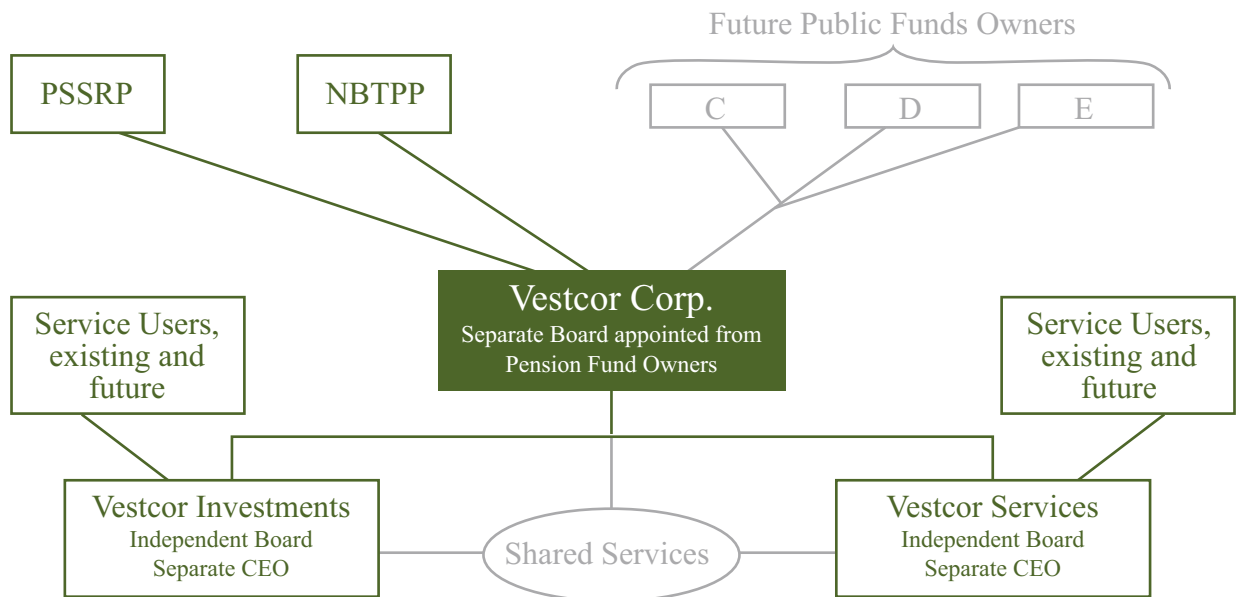 Future Public Funds Owners
PSSRP
NBTPP
C
D
E
Vestcor Corp.
Separate Board appointed from
Pension Fund Owners
Service Users,
existing and
future
Service Users,
existing and
future
Vestcor Investments
Independent Board
Separate CEO
Shared Services
Vestcor Services
Independent Board
Separate CEO